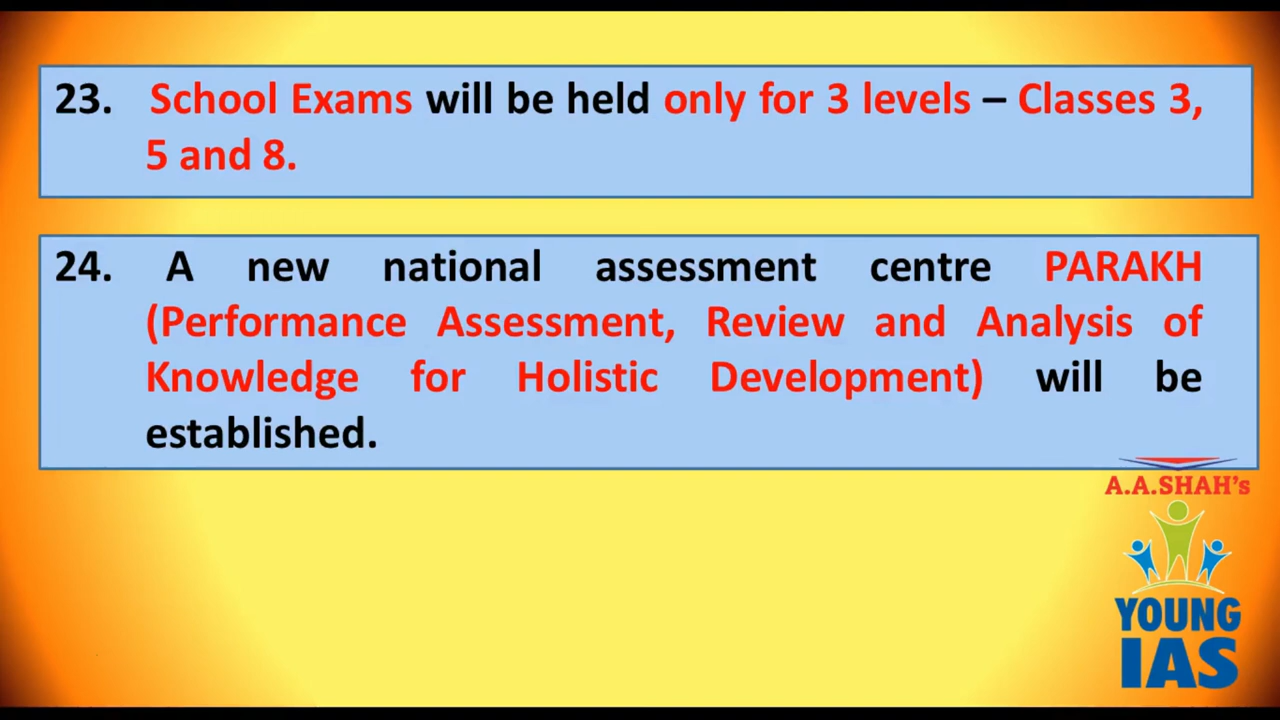 23. School Exams will be held only for 3 levels – Classes 3,
5 and 8.
24. A new national assessment centre PARAKH
(Performance Assessment, Review and Analysis of
Knowledge for Holistic Development) will be
established.
A.A.SHAH's
YOUNG
IAS